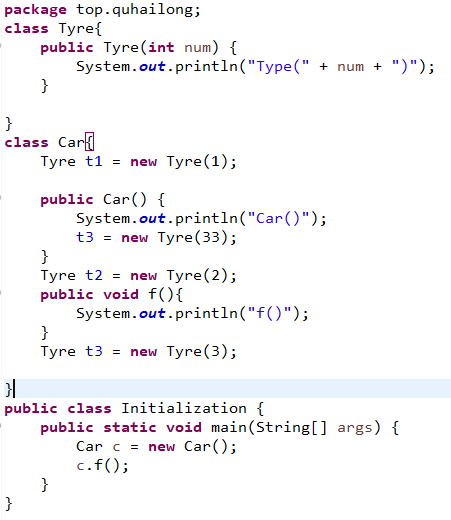 package top.quhailong;
class Tyre{
    public Tyre(int num) {
        System.out.println("Type(" + num + ")");
    }

}
class Car{
    Tyre t1 = new Tyre(1);

    public Car() {
        System.out.println("Car()");
        t3 = new Tyre(33);
    }
    Tyre t2 = new Tyre(2);
    public void f(){
        System.out.println("f()");
    }
    Tyre t3 = new Tyre(3);

}
public class Initialization {
    public static void main(String[] args) {
        Car c = new Car();
        c.f();
    }
}